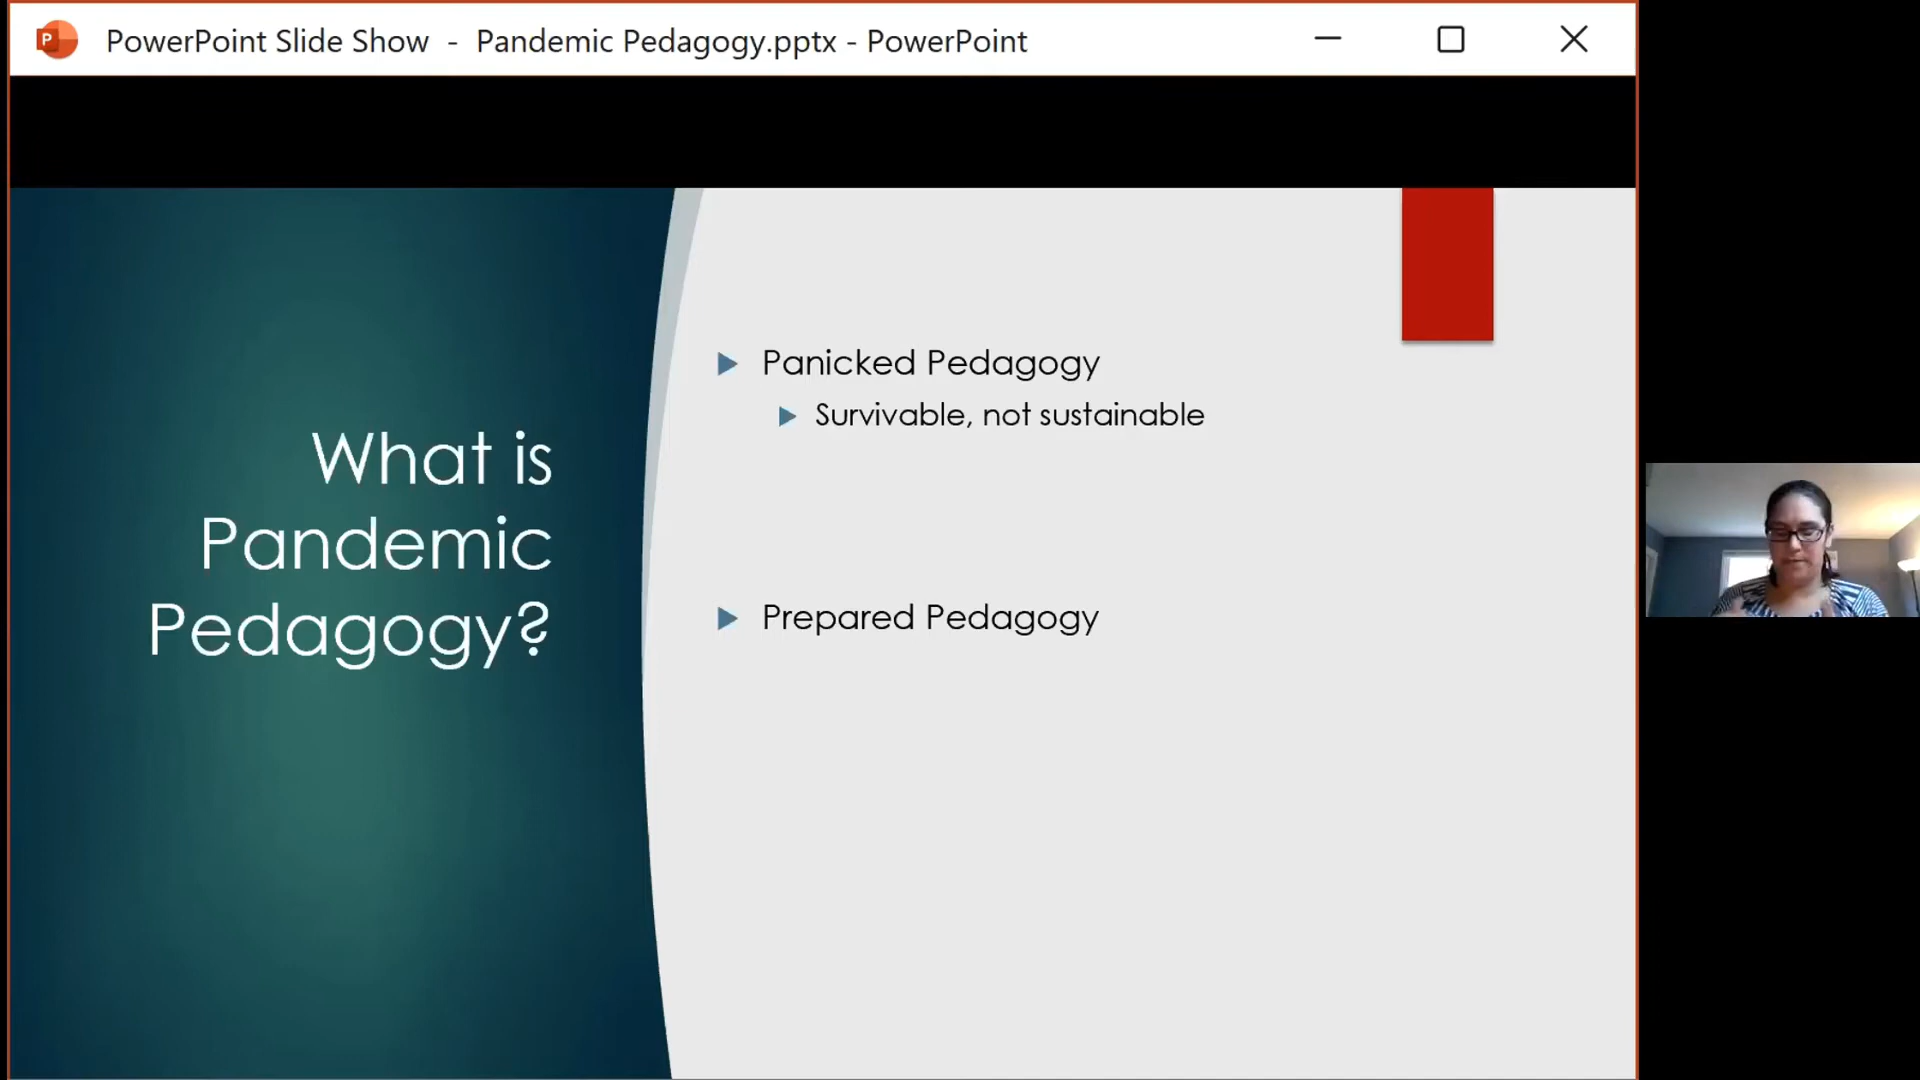 PowerPoint Slide Show - Pandemic Pedagogy.pptx - PowerPoint
What is
Pandemic
Pedagogy?
Panicked Pedagogy
Survivable, not sustainable
Prepared Pedagogy